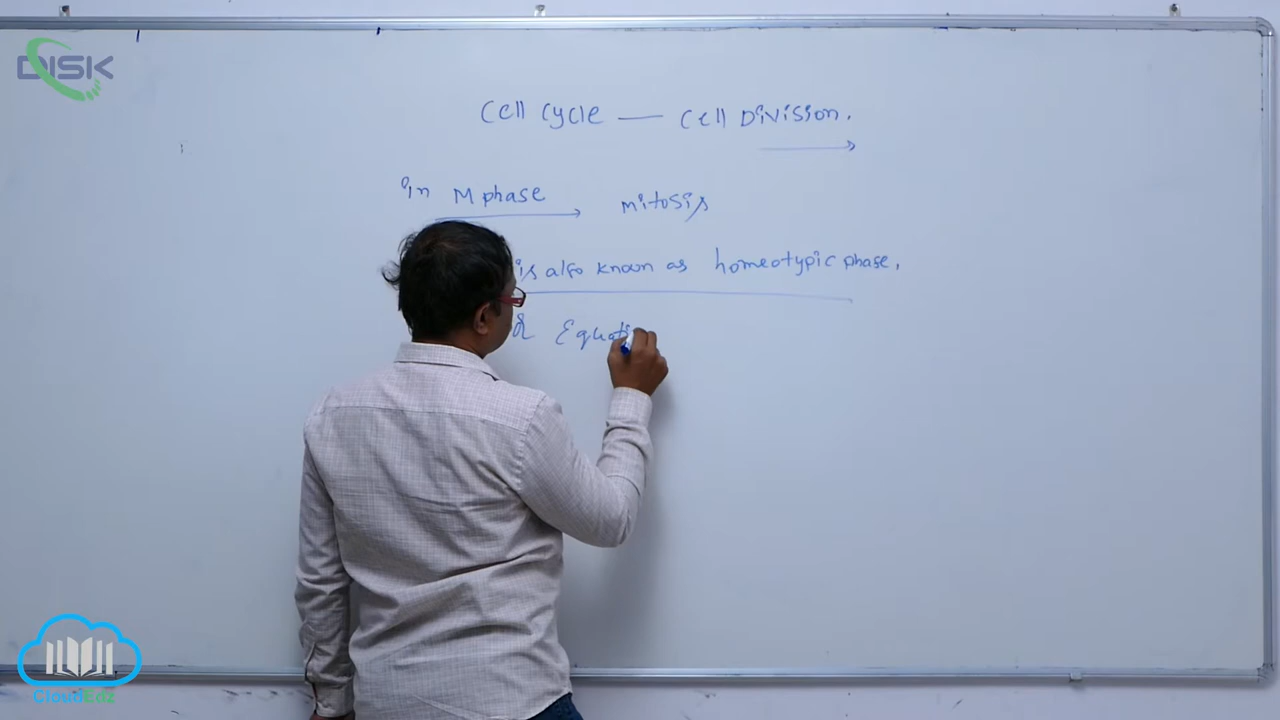 DISK
Cell Cycle — Cell Division.
in M phase mitosis
is also known as homeotypic phase.
Equati
CloudEdz